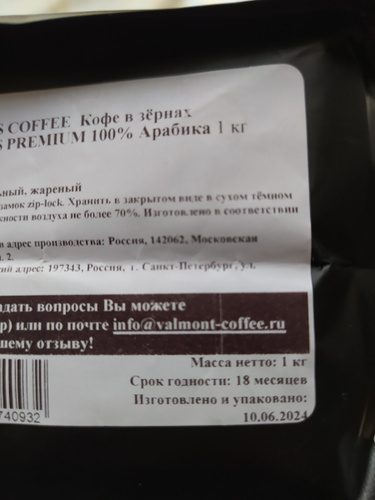 S COFFEE Кофе в зёрнах
S PREMIUM 100% Арабика 1 кг
ьный, жареный
замок zip-lock. Хранить в закрытом виде в сухом тёмном
жности воздуха не более 70%. Изготовлено в соответствии
адрес производства: Россия, 142062, Московская
. 2.
кий адрес: 197343, Россия, г. Санкт-Петербург, ул.
адать вопросы Вы можете
р) или по почте info@valmont-coffee.ru
шему отзыву!
Масса нетто: 1 кг
Срок годности: 18 месяцев
Изготовлено и упаковано:
10.06.2024
740932